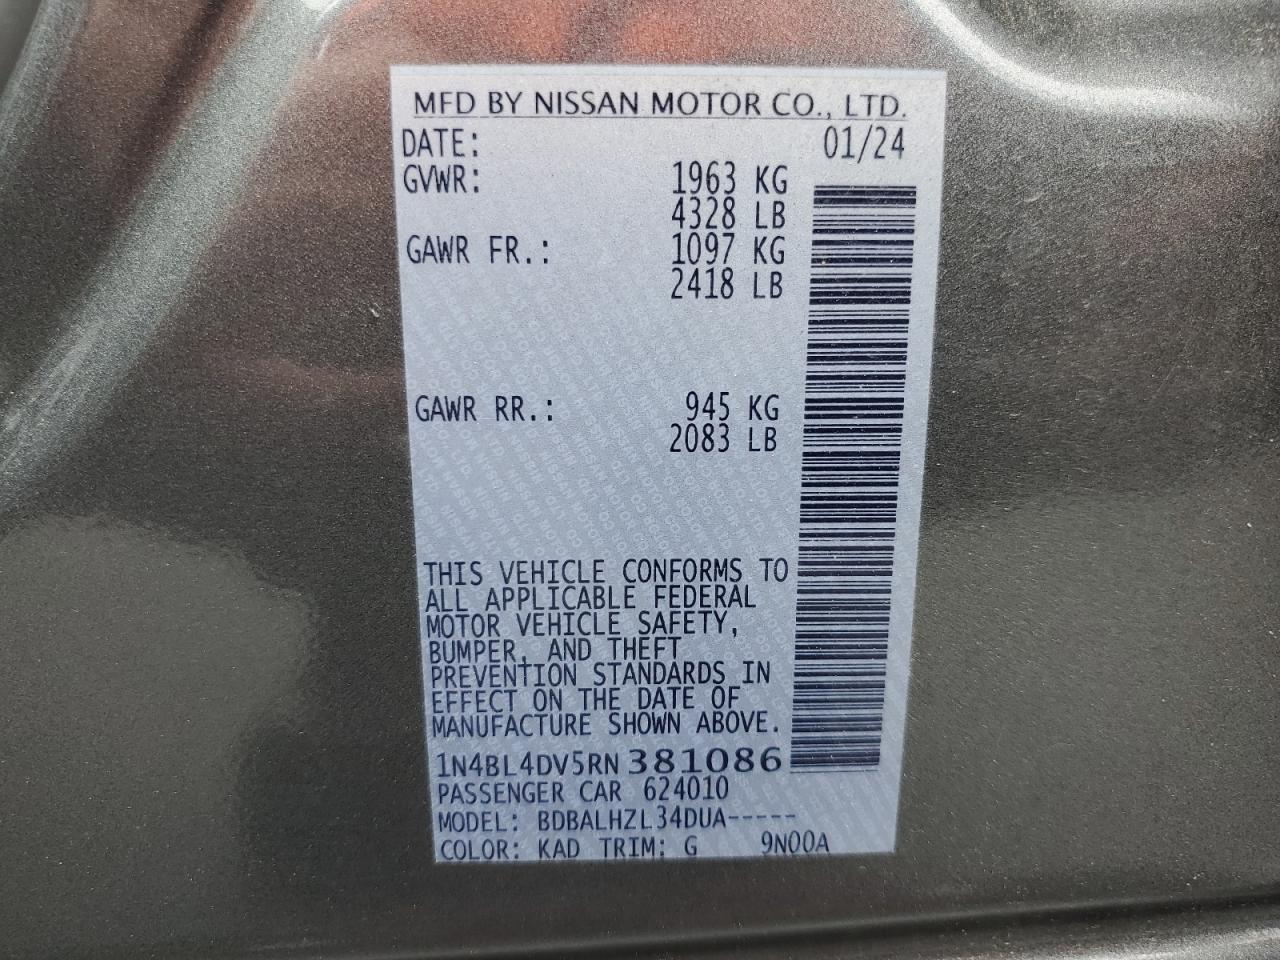 MFD BY NISSAN MOTOR CO., LTD.
DATE: 01/24
GVWR: 1963 KG
4328 LB
GAWR FR.: 1097 KG
2418 LB
GAWR RR.: 945 KG
2083 LB
THIS VEHICLE CONFORMS TO
ALL APPLICABLE FEDERAL
MOTOR VEHICLE SAFETY,
BUMPER, AND THEFT
PREVENTION STANDARDS IN
EFFECT ON THE DATE OF
MANUFACTURE SHOWN ABOVE.
1N4BL4DV5RN381086
PASSENGER CAR 624010
MODEL: BDBALHZL34DUA-----
COLOR: KAD TRIM: G 9N00A